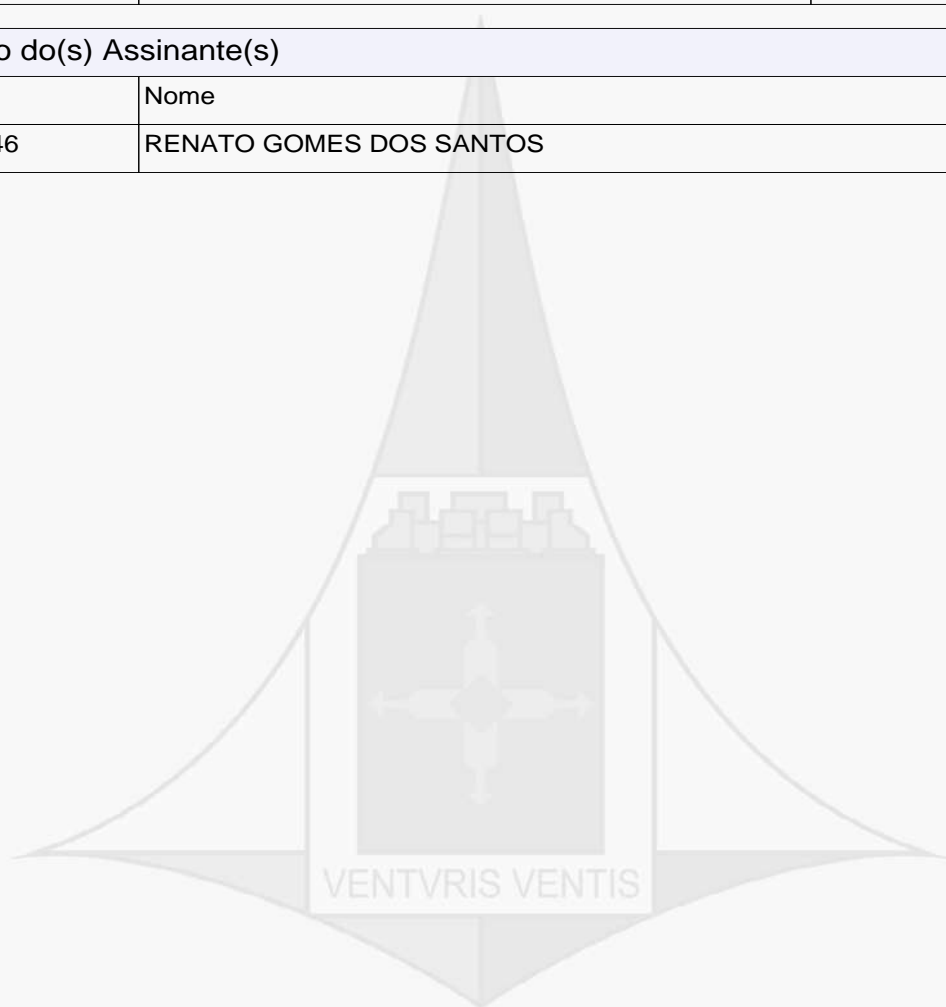 o do(s) Assinante(s)
Nome
46 RENATO GOMES DOS SANTOS
VENTVRIS VENTIS